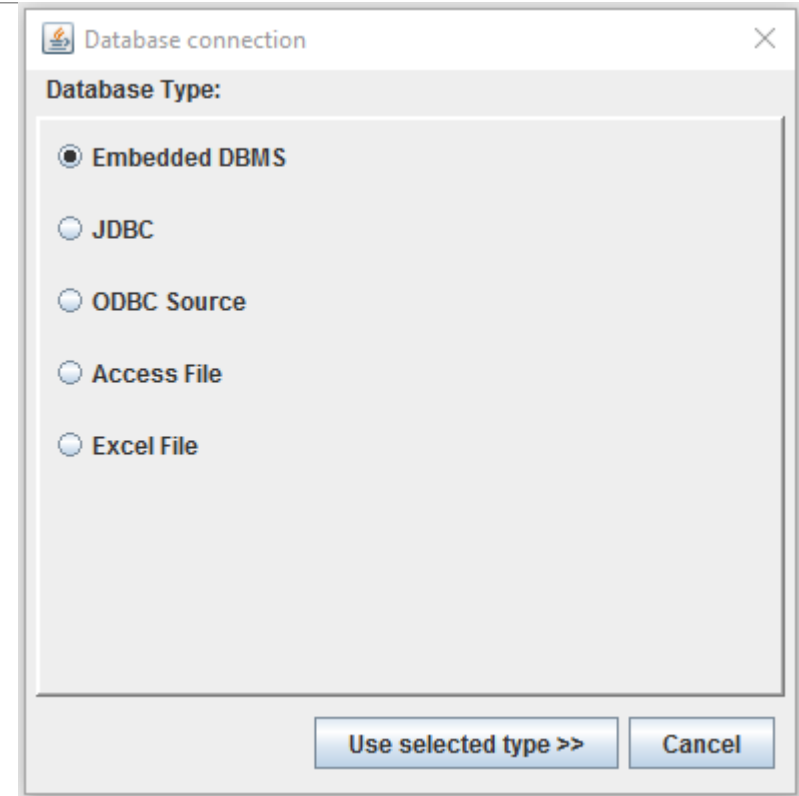 Database connection
Database Type:
Embedded DBMS
JDBC
ODBC Source
Access File
Excel File
Use selected type >> Cancel